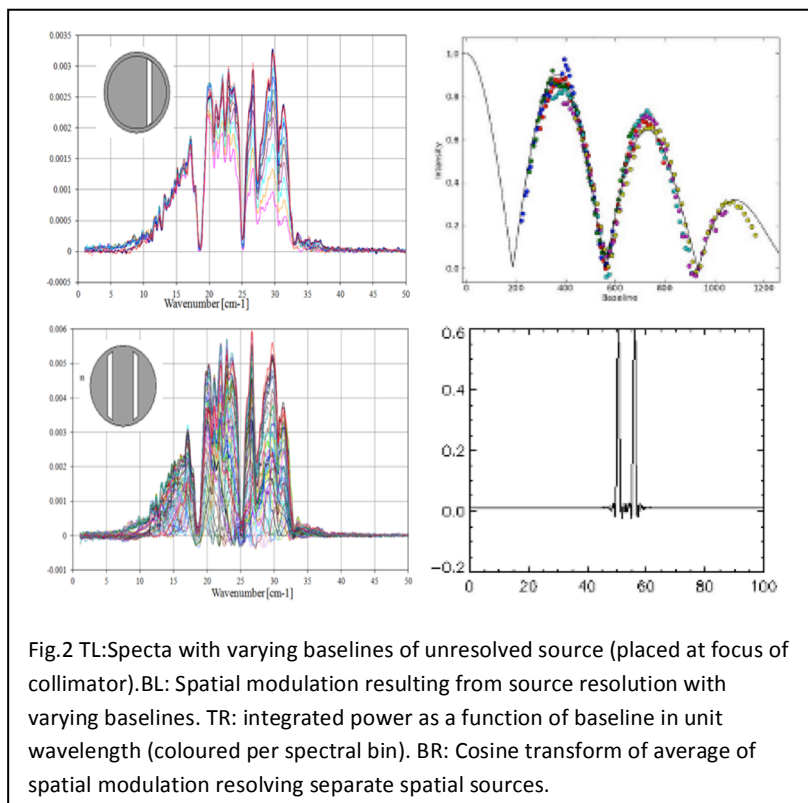 0.0035
0.003
0.0025
0.002
0.0015
0.001
0.0005
0
-0.0005
0 5 10 15 20 25 30 35 40 45 50
Wavenumber [cm-1]
1.0
0.8
0.6
0.4
0.2
0.0
Intensity
0 200 400 600 800 1000 1200
Baseline
0.006
0.005
0.004
0.003
0.002
0.001
0
-0.001
0 5 10 15 20 25 30 35 40 45 50
Wavenumber [cm-1]
0.6
0.4
0.2
0.0
−0.2
0 20 40 60 80 100
Fig.2 TL:Specta with varying baselines of unresolved source (placed at focus of
collimator).BL: Spatial modulation resulting from source resolution with
varying baselines. TR: integrated power as a function of baseline in unit
wavelength (coloured per spectral bin). BR: Cosine transform of average of
spatial modulation resolving separate spatial sources.